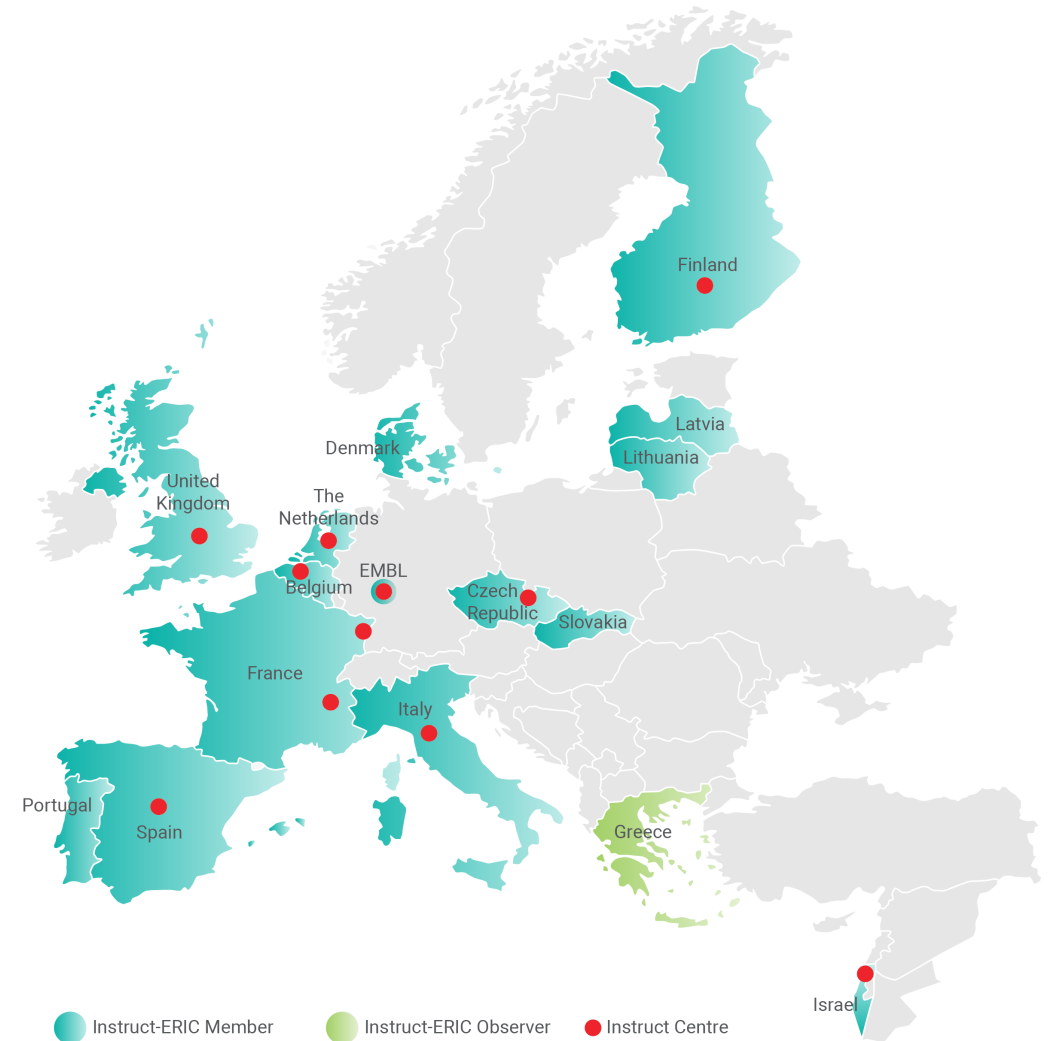 Finland
Latvia
Lithuania
Denmark
United
Kingdom
The
Netherlands
EMBL
Belgium
Czech
Republic
Slovakia
France
Italy
Portugal
Spain
Greece
Israel
Instruct-ERIC Member
Instruct-ERIC Observer
Instruct Centre